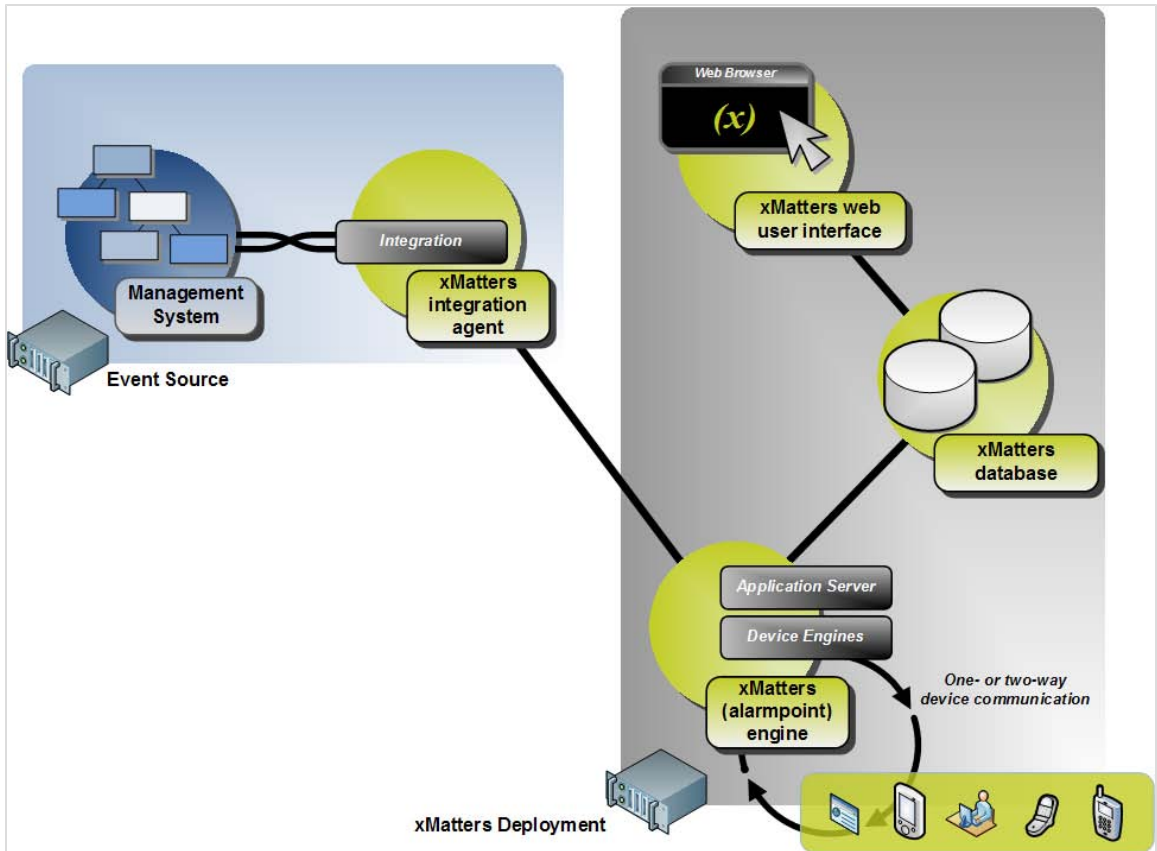 Web Browser
(x)
xMatters web
user interface
Integration
Management
System
xMatters
integration
agent
Event Source
xMatters
database
Application Server
Device Engines
xMatters
(alarmpoint)
engine
One- or two-way
device communication
xMatters Deployment